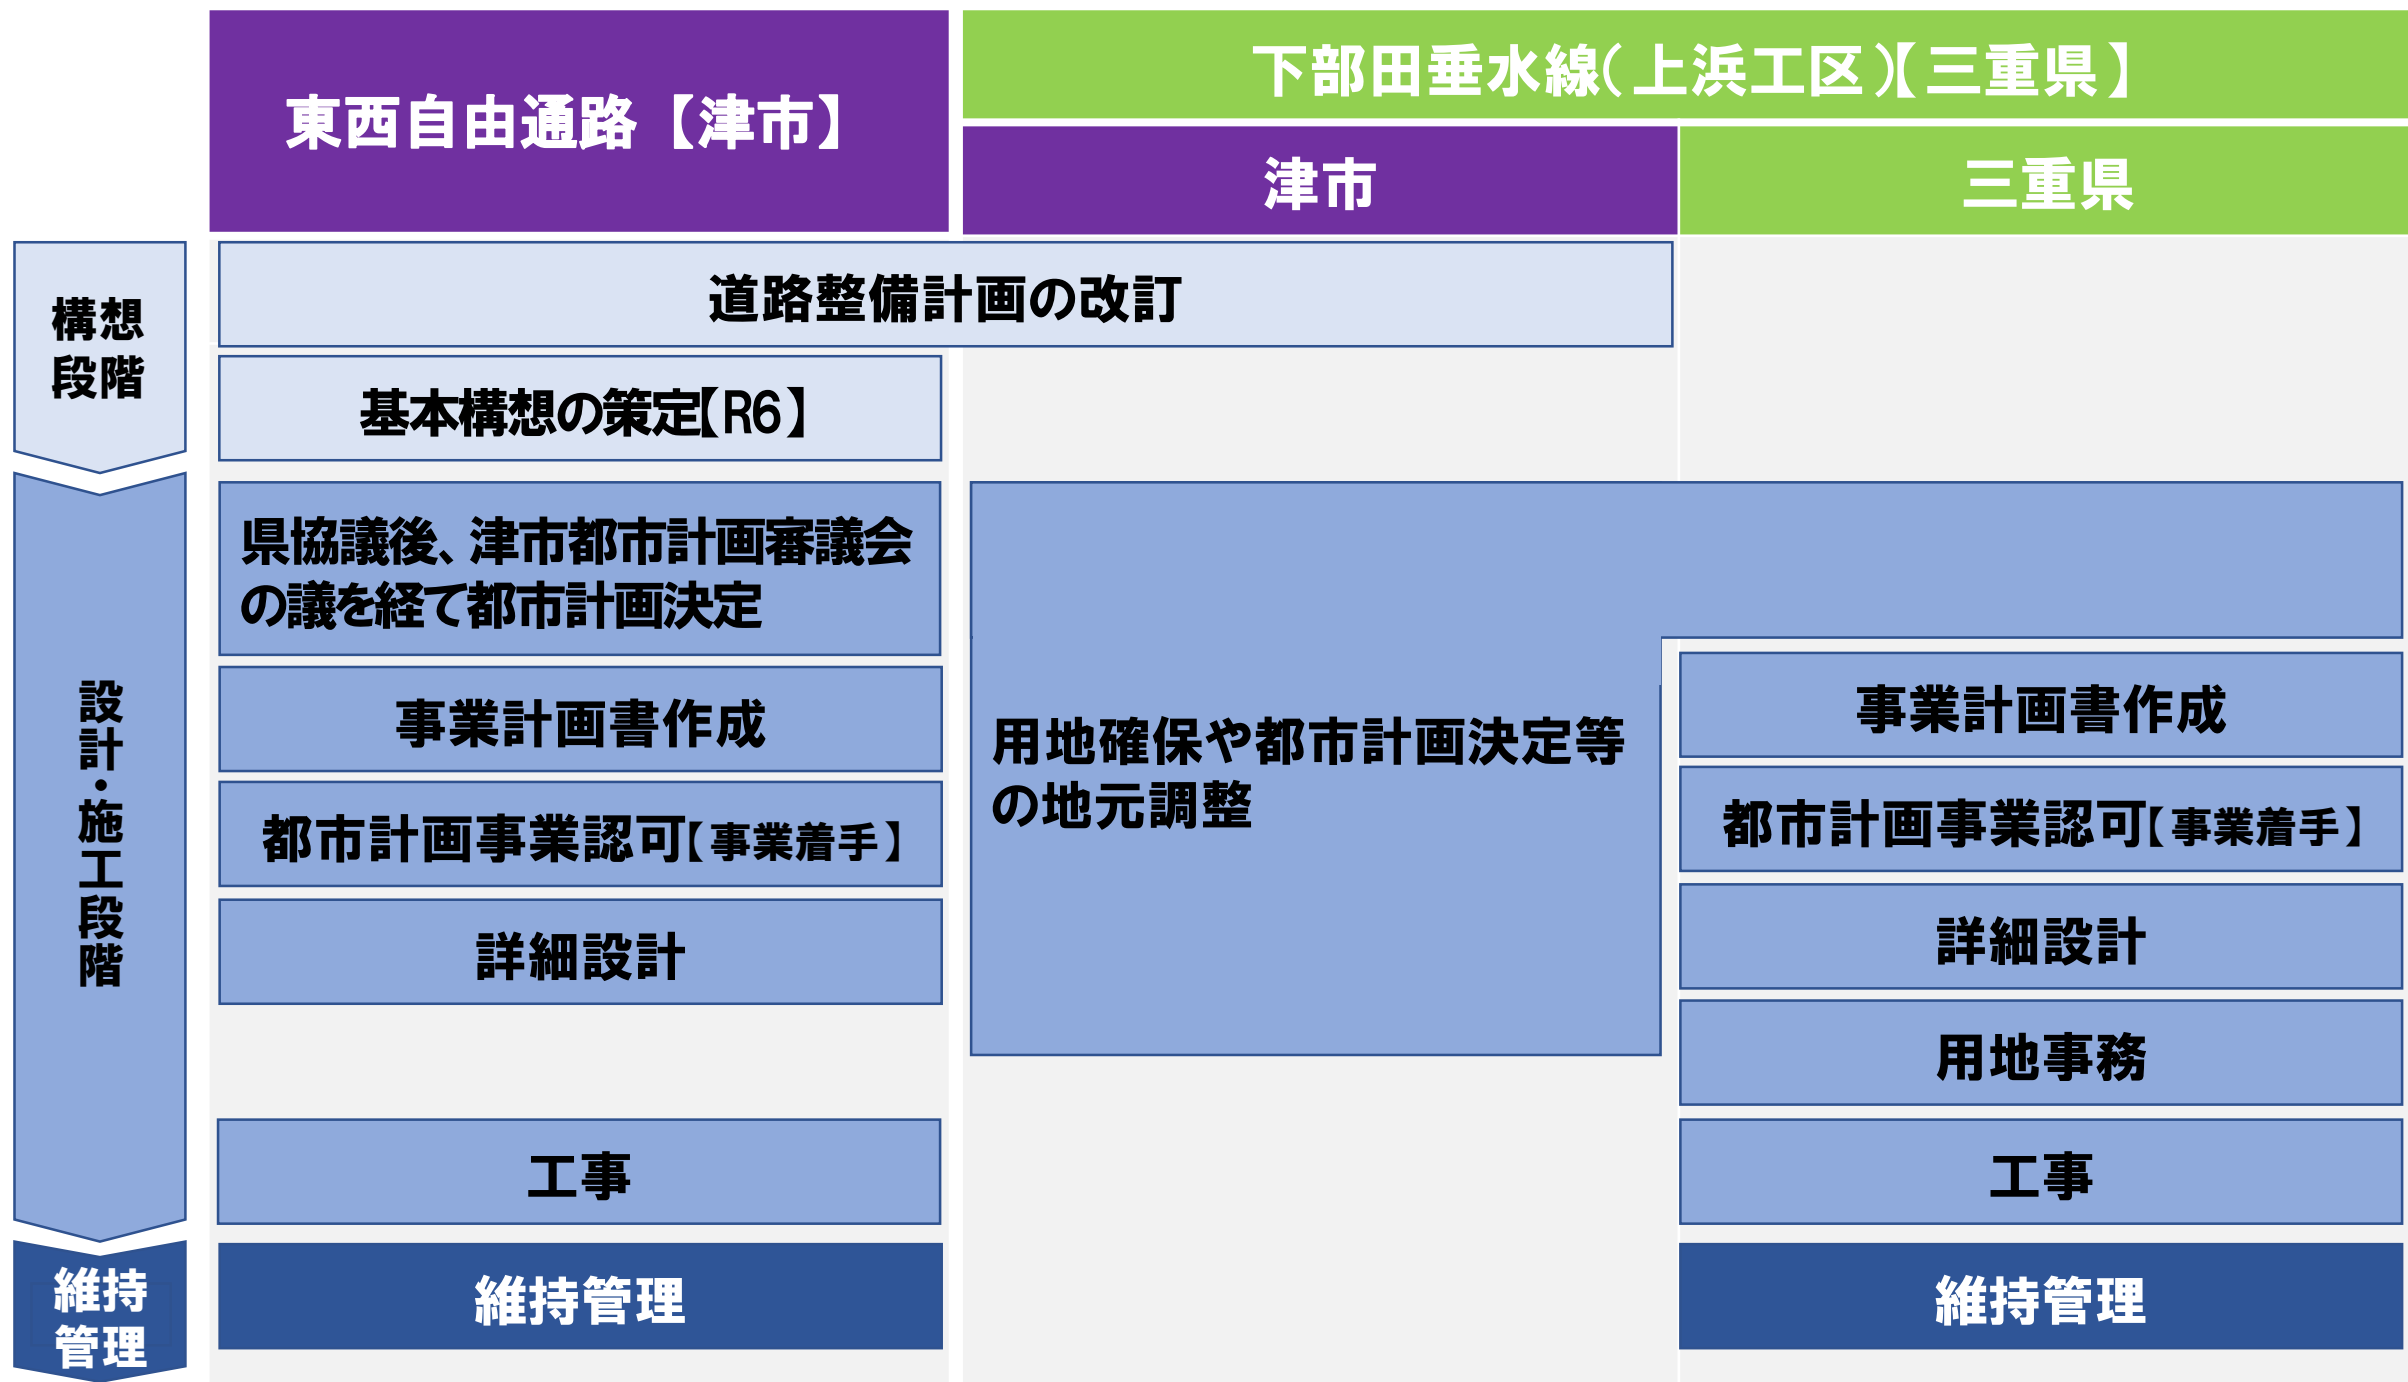 東西自由通路【津市】
下部田垂水線（上浜工区）【三重県】
津市
三重県
構想
段階
道路整備計画の改訂
基本構想の策定【R6】
設計・施工段階
県協議後、津市都市計画審議会
の議を経て都市計画決定
事業計画書作成
都市計画事業認可【事業着手】
詳細設計
工事
用地確保や都市計画決定等
の地元調整
事業計画書作成
都市計画事業認可【事業着手】
詳細設計
用地事務
工事
維持
管理
維持管理
維持管理